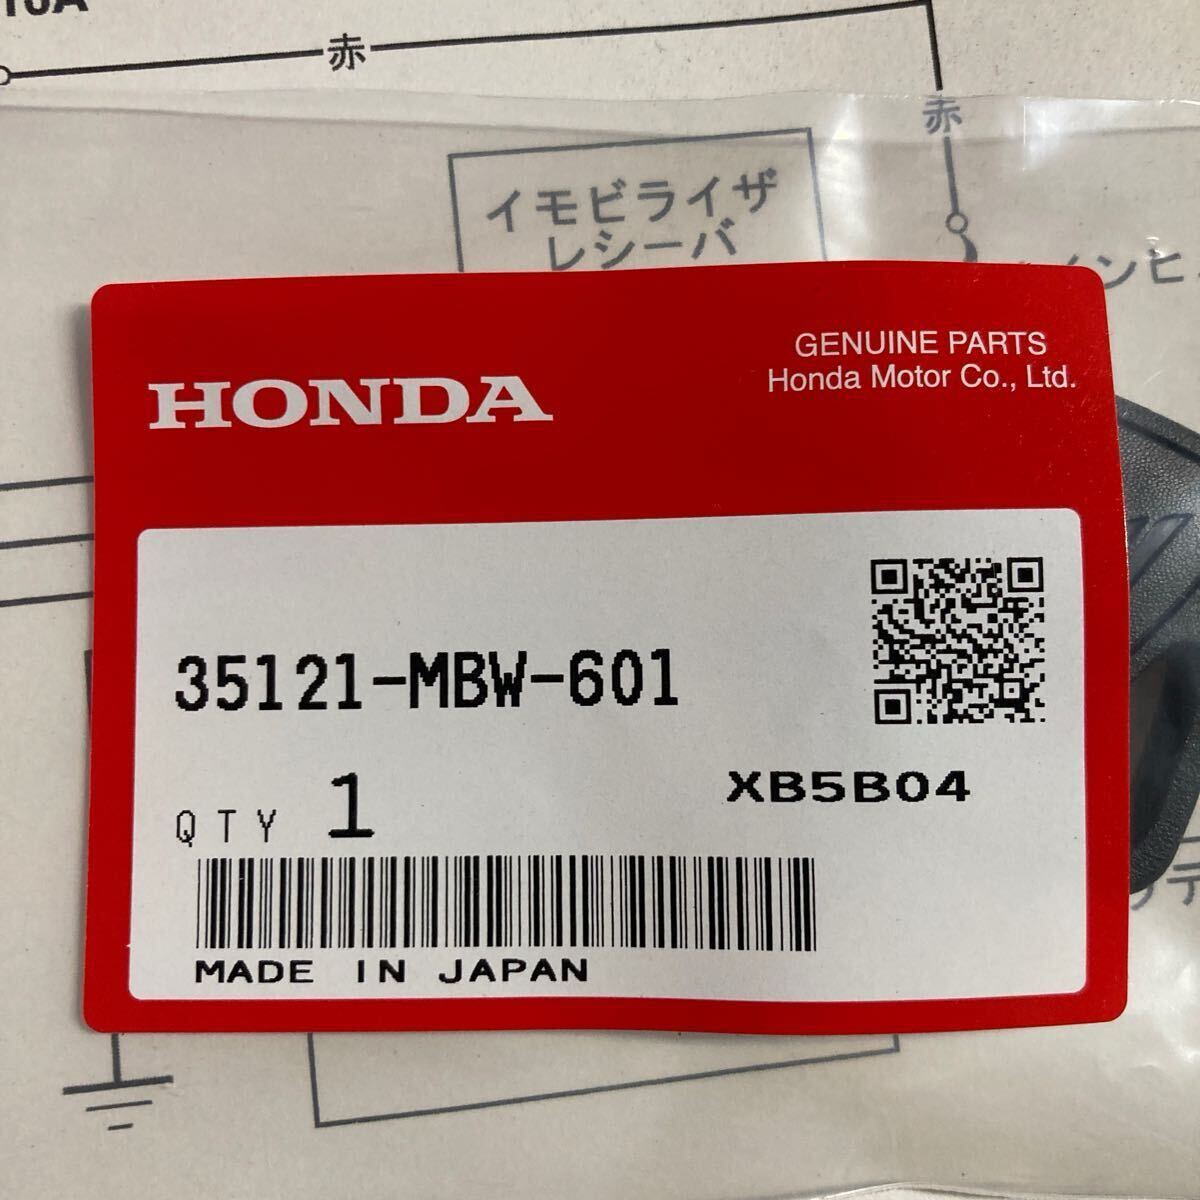 10A
赤
赤
イモビライザ
レシーバ
HONDA
GENUINE PARTS
Honda Motor Co., Ltd.
35121-MBW-601
QTY 1
XB5B04
MADE IN JAPAN